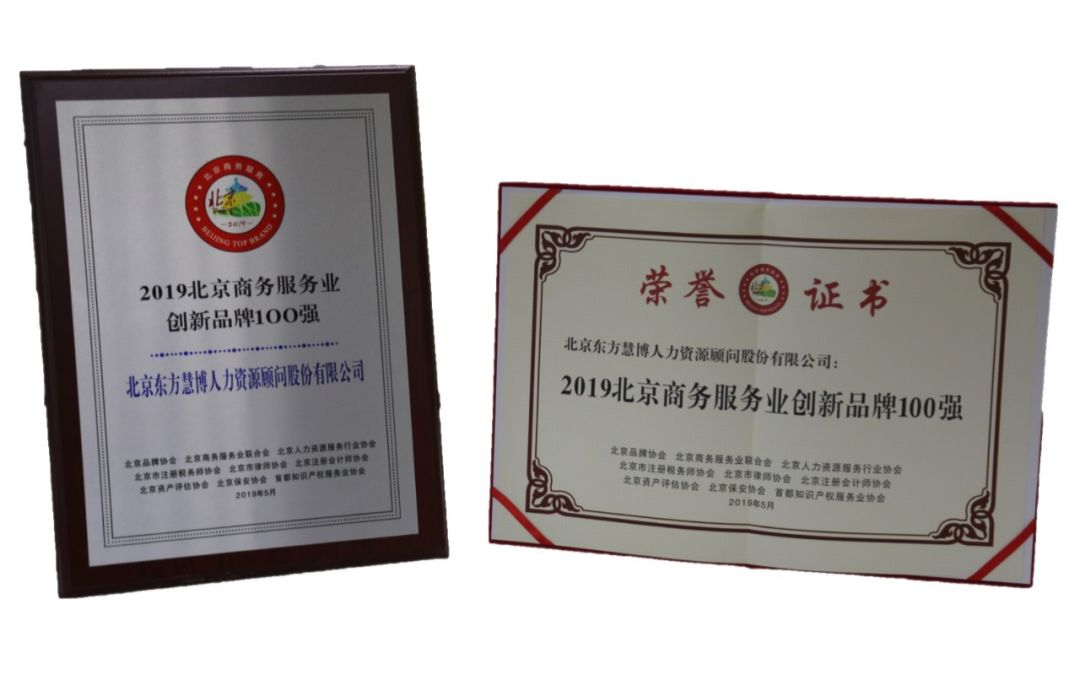 北京商务服务
北京
BEIJING TOP BRAND
2019北京商务服务业
创新品牌100强
北京东方慧博人力资源顾问股份有限公司
北京品牌协会 北京商务服务业联合会 北京人力资源服务行业协会
北京市注册税务师协会 北京市律师协会 北京注册会计师协会
北京资产评估协会 北京保安协会 首都知识产权服务业协会
2019年5月
荣誉证书
北京东方慧博人力资源顾问股份有限公司：
2019北京商务服务业创新品牌100强
北京品牌协会 北京商务服务业联合会 北京人力资源服务行业协会
北京市注册税务师协会 北京市律师协会 北京注册会计师协会
北京资产评估协会 北京保安协会 首都知识产权服务业协会
2019年5月